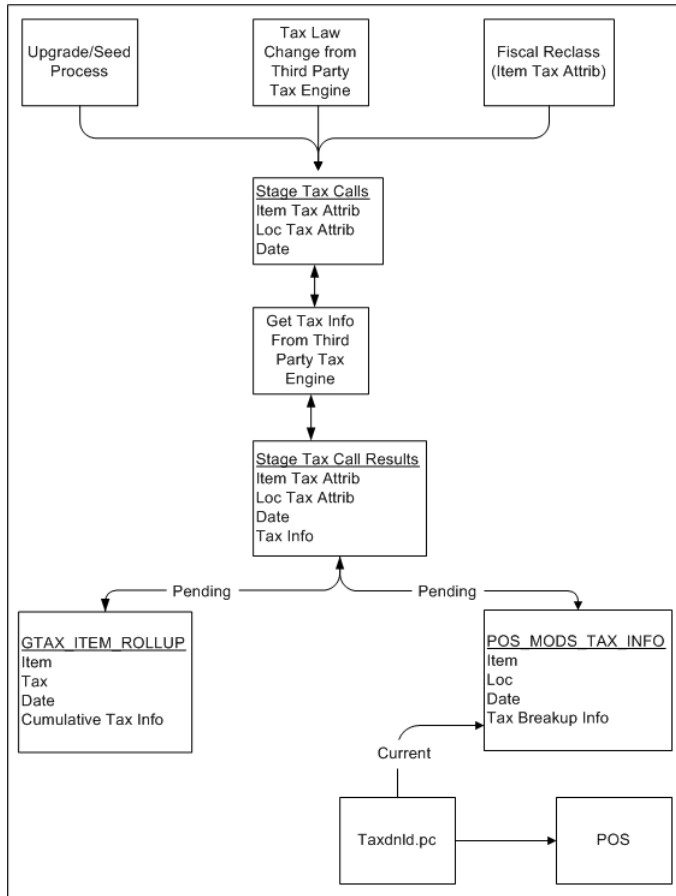 Upgrade/Seed
Process
Tax Law
Change from
Third Party
Tax Engine
Fiscal Reclass
(Item Tax Attrib)
Stage Tax Calls
Item Tax Attrib
Loc Tax Attrib
Date
Get Tax Info
From Third
Party Tax
Engine
Stage Tax Call Results
Item Tax Attrib
Loc Tax Attrib
Date
Tax Info
Pending
Pending
GTAX_ITEM_ROLLUP
Item
Tax
Date
Cumulative Tax Info
POS_MODS_TAX_INFO
Item
Loc
Date
Tax Breakup Info
Current
Taxdnld.pc
POS